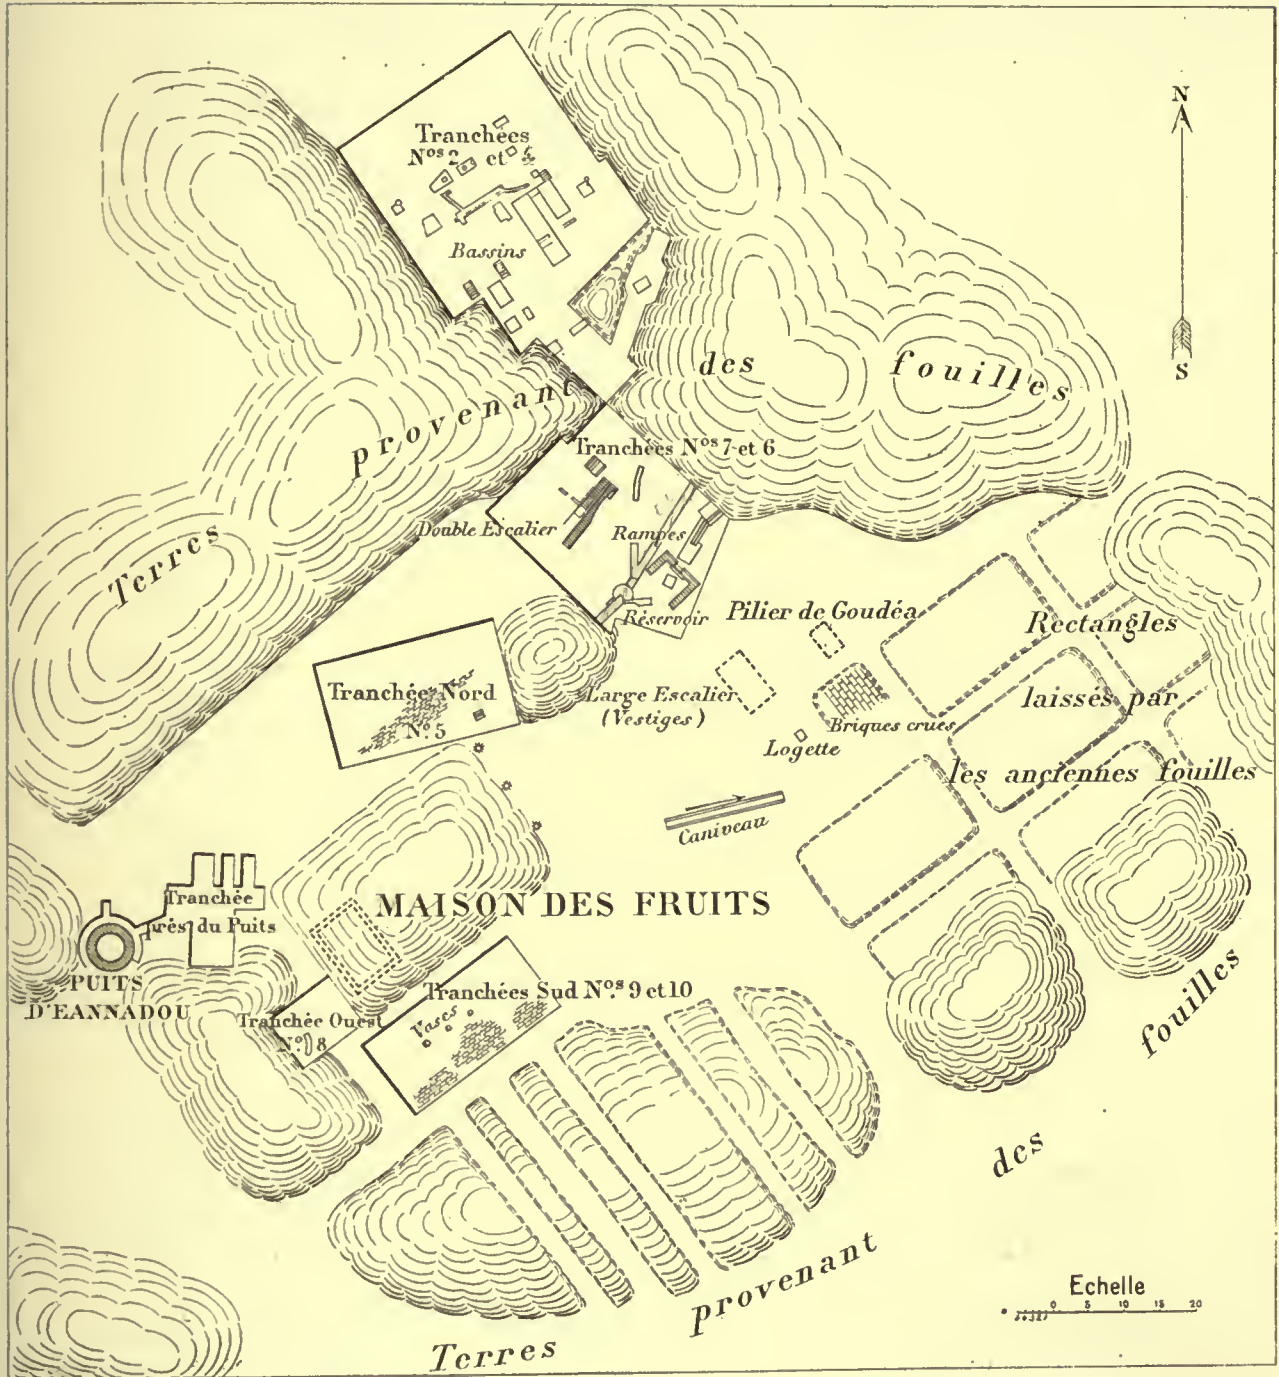 N
S
Tranchées
Nos 2 et 4
Bassins
Terres provenant des fouilles
Tranchées Nos 7 et 6
Double Escalier
Rampes
Réservoir
Pilier de Goudéa
Rectangles
laissés par
les anciennes fouilles
Tranchée Nord
No. 5
Large Escalier
(Vestiges)
Briques crues
Logette
Caniveau
Tranchée
près du Puits
MAISON DES FRUITS
PUITS
D'EANNADOU
Tranchées Sud Nos. 9 et 10
Vases
Tranchée Ouest
No. 8
Terres provenant des fouilles
Echelle
0 5 10 15 20